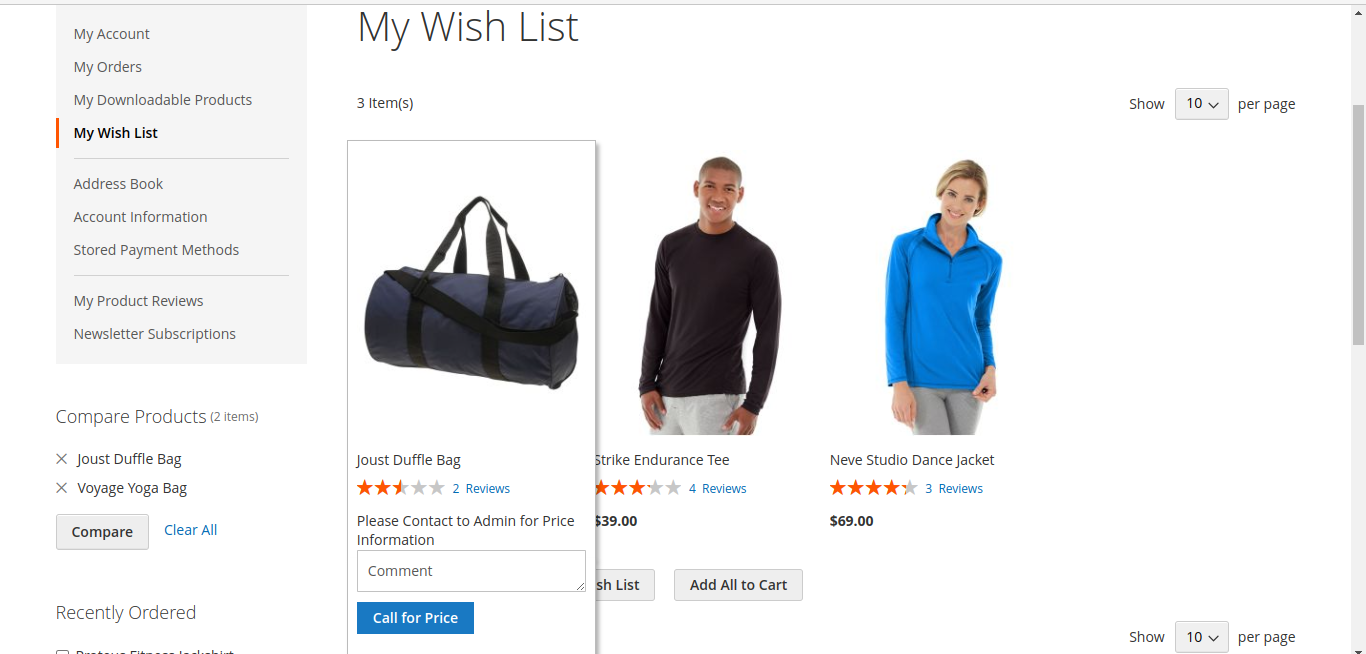 My Account
My Orders
My Downloadable Products
My Wish List
Address Book
Account Information
Stored Payment Methods
My Product Reviews
Newsletter Subscriptions
Compare Products (2 items)
Joust Duffle Bag
Voyage Yoga Bag
Compare
Clear All
Recently Ordered
My Wish List
3 Item(s)
Show 10 per page
Joust Duffle Bag
2 Reviews
Please Contact to Admin for Price
Information
Comment
Call for Price
Strike Endurance Tee
4 Reviews
$39.00
Neve Studio Dance Jacket
3 Reviews
$69.00
sh List
Add All to Cart
Show 10 per page